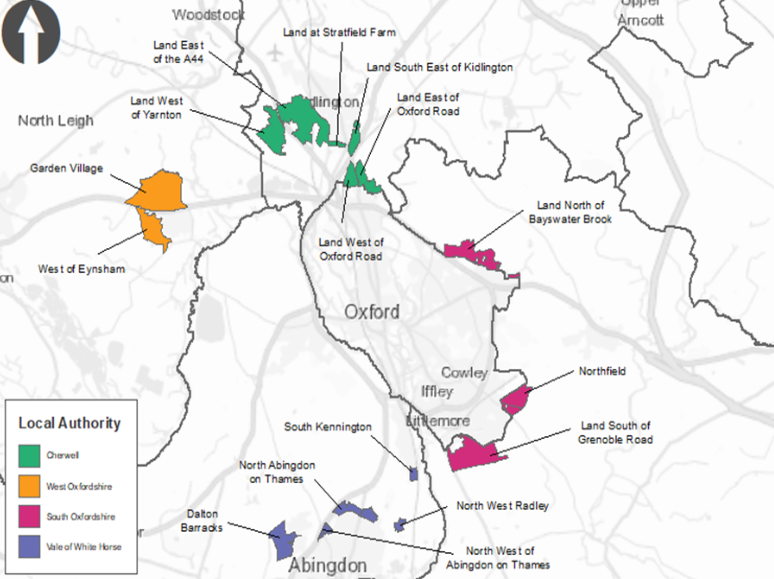 Woodstock
Upper
Arncott
Land at Stratfield Farm
Land East
of the A44
Land South East of Kidlington
dlington
Land East of
Oxford Road
Land West
of Yarnton
North Leigh
Garden Village
Land North of
Bayswater Brook
Land West of
Oxford Road
West of Eynsham
on
Oxford
Cowley
Northfield
Iffley
Littlemore
Land South of
Grenoble Road
South Kennington
North Abingdon
on Thames
North West Radley
Dalton
Barracks
or
North West of
Abingdon on Thames
Abingdon
Local Authority
Cherwell
West Oxfordshire
South Oxfordshire
Vale of White Horse